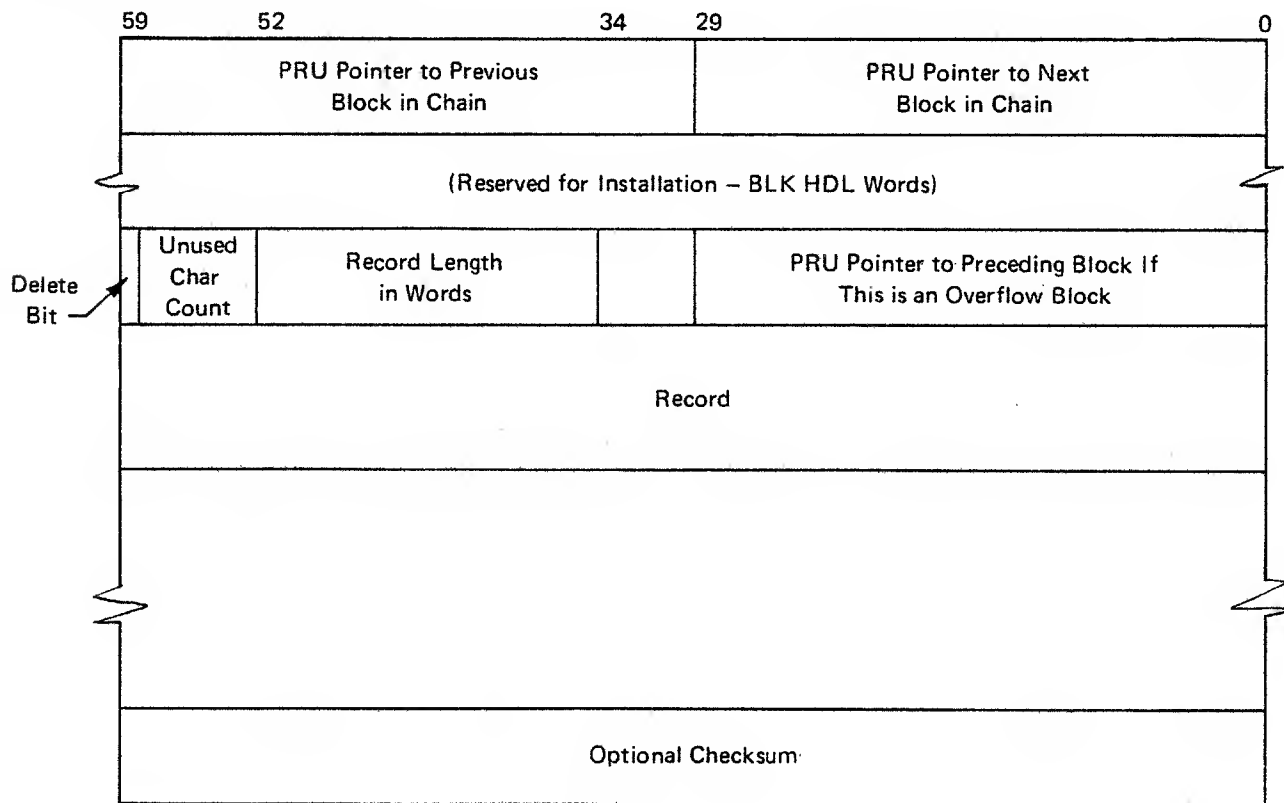 59 52 34 29 0
PRU Pointer to Previous
Block in Chain
PRU Pointer to Next
Block in Chain
(Reserved for Installation – BLK HDL Words)
Delete
Bit
Unused
Char
Count
Record Length
in Words
PRU Pointer to Preceding Block If
This is an Overflow Block
Record
Optional Checksum